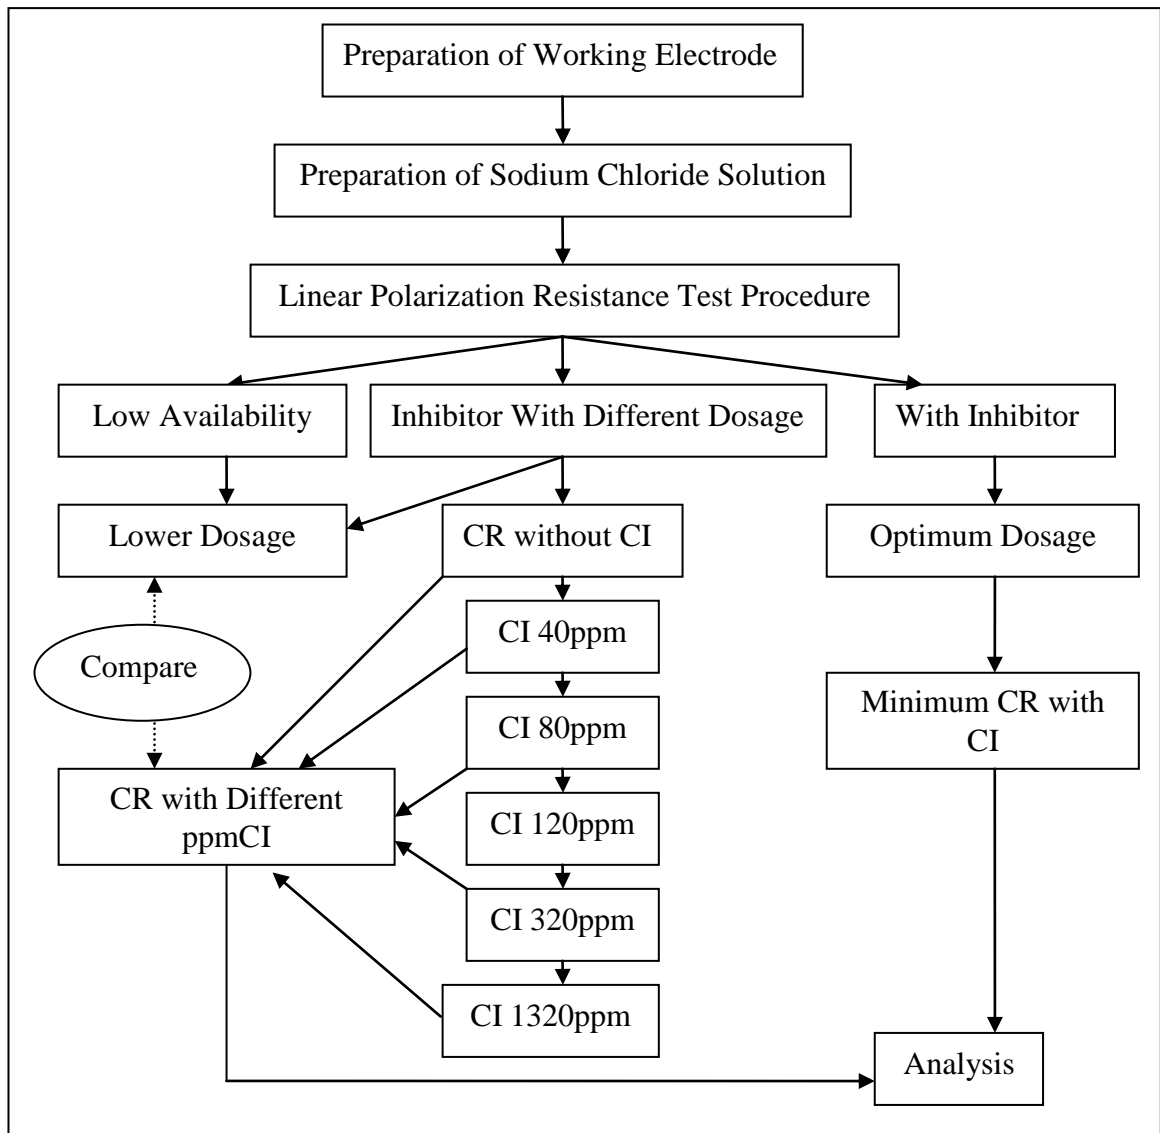 Preparation of Working Electrode
Preparation of Sodium Chloride Solution
Linear Polarization Resistance Test Procedure
Low Availability
Inhibitor With Different Dosage
With Inhibitor
Lower Dosage
CR without CI
Optimum Dosage
CI 40ppm
Compare
CI 80ppm
Minimum CR with
CI
CR with Different
ppmCI
CI 120ppm
CI 320ppm
CI 1320ppm
Analysis